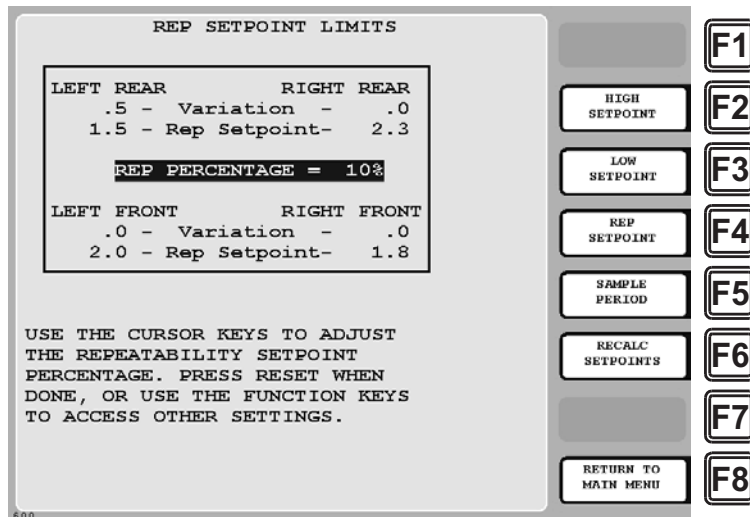 REP SETPOINT LIMITS
LEFT REAR RIGHT REAR
.5 - Variation - .0
1.5 - Rep Setpoint- 2.3
REP PERCENTAGE = 10%
LEFT FRONT RIGHT FRONT
.0 - Variation - .0
2.0 - Rep Setpoint- 1.8
USE THE CURSOR KEYS TO ADJUST
THE REPEATABILITY SETPOINT
PERCENTAGE. PRESS RESET WHEN
DONE, OR USE THE FUNCTION KEYS
TO ACCESS OTHER SETTINGS.
F1
HIGH
SETPOINT
F2
LOW
SETPOINT
F3
REP
SETPOINT
F4
SAMPLE
PERIOD
F5
RECALC
SETPOINTS
F6
F7
RETURN TO
MAIN MENU
F8